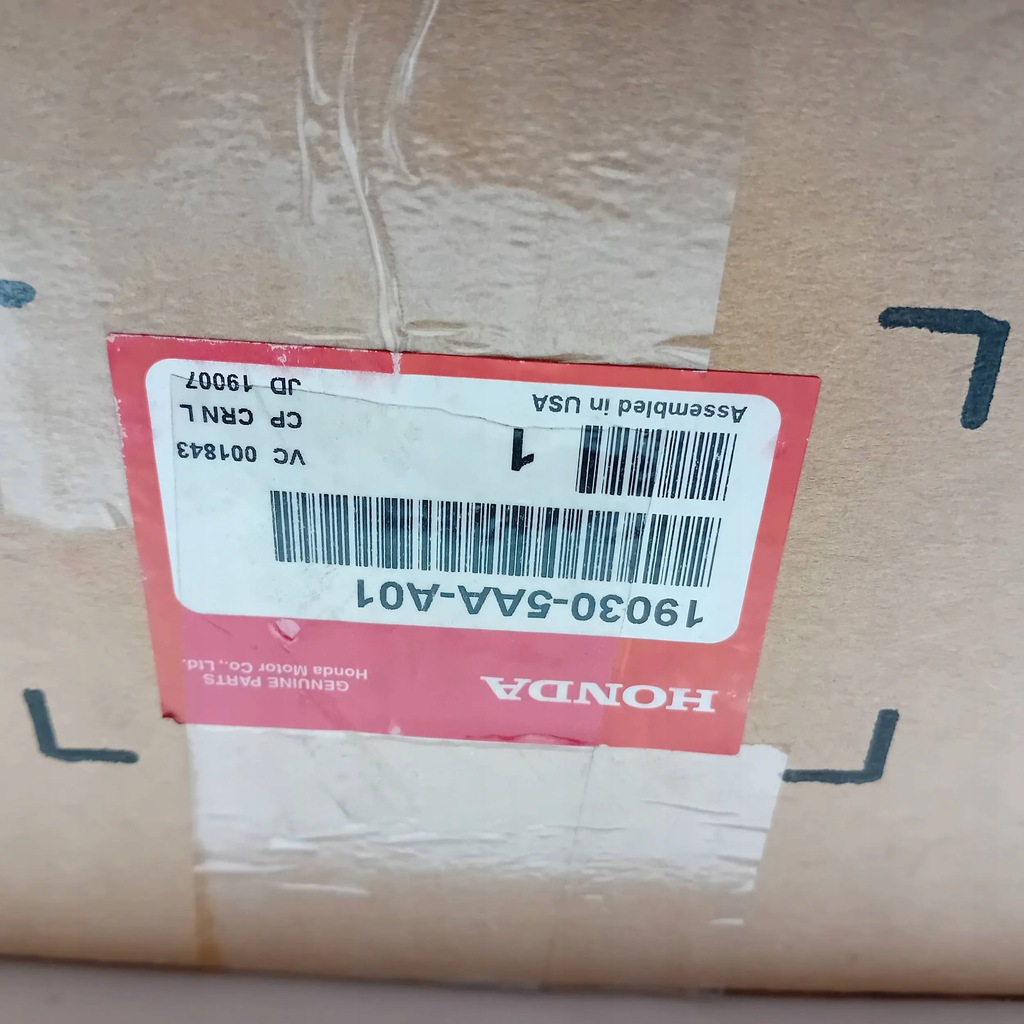 HONDA
GENUINE PARTS
Honda Motor Co., Ltd.
19030-5AA-A01
1
VC 001843
CP CRN L
JD 19007
Assembled in USA